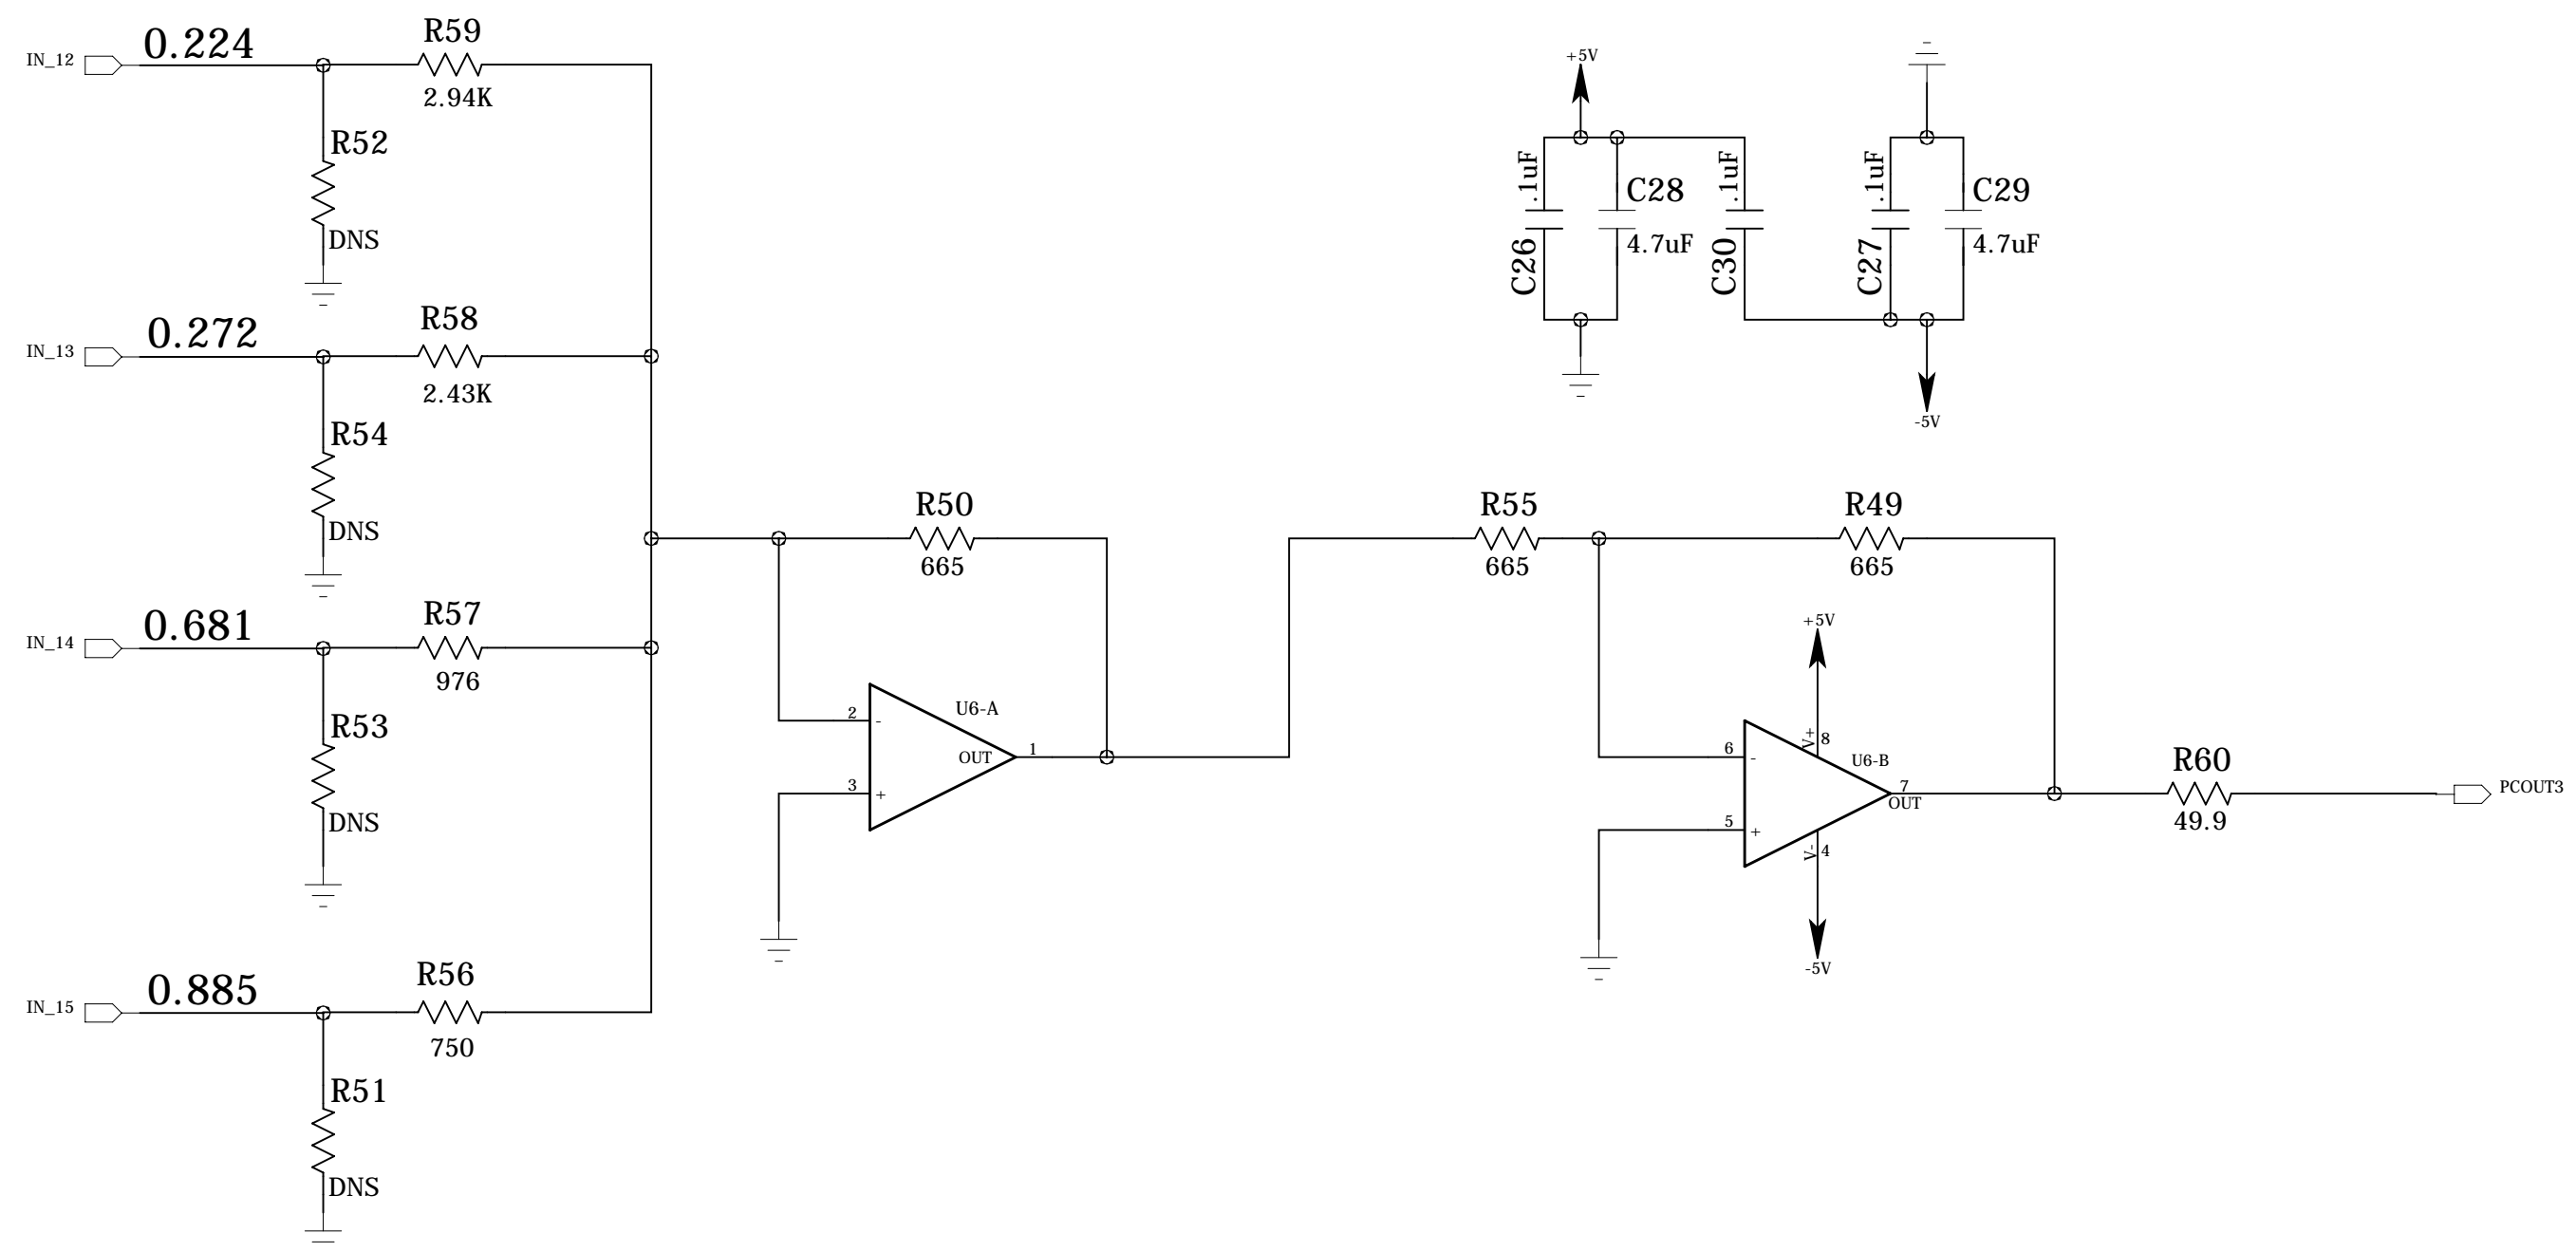 IN_12
0.224
R59
2.94K
R52
DNS
IN_13
0.272
R58
2.43K
R54
DNS
IN_14
0.681
R57
976
R53
DNS
IN_15
0.885
R56
750
R51
DNS
R50
665
2
-
U6-A
OUT
1
3
+
+5V
.1uF
C26
C28
4.7uF
.1uF
C30
.1uF
C27
C29
4.7uF
-5V
R55
665
R49
665
+5V
V+
8
6
-
U6-B
7
OUT
5
+
V-
4
-5V
R60
49.9
PCOUT3